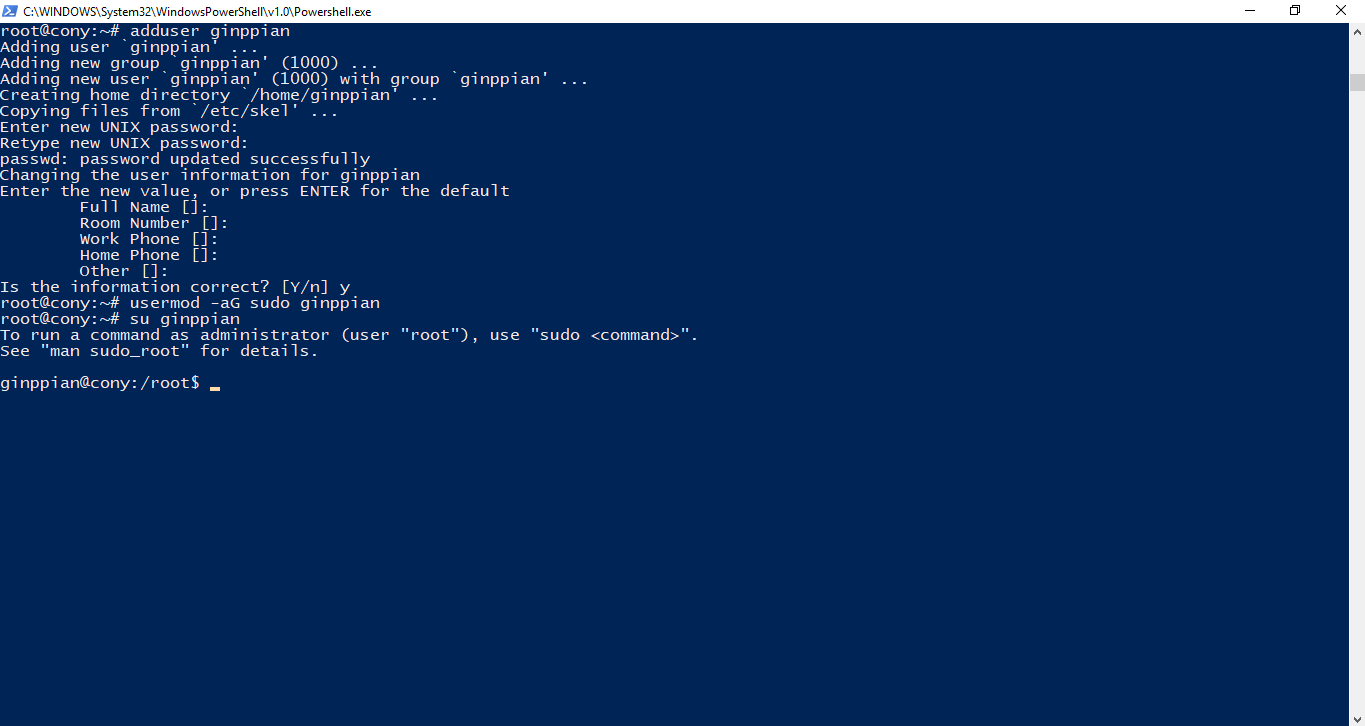 C:\WINDOWS\System32\WindowsPowerShell\v1.0\Powershell.exe
root@cony:~# adduser ginppian
Adding user `ginppian' ...
Adding new group `ginppian' (1000) ...
Adding new user `ginppian' (1000) with group `ginppian' ...
Creating home directory `/home/ginppian' ...
Copying files from `/etc/skel' ...
Enter new UNIX password:
Retype new UNIX password:
passwd: password updated successfully
Changing the user information for ginppian
Enter the new value, or press ENTER for the default
        Full Name []:
        Room Number []:
        Work Phone []:
        Home Phone []:
        Other []:
Is the information correct? [Y/n] y
root@cony:~# usermod -aG sudo ginppian
root@cony:~# su ginppian
To run a command as administrator (user "root"), use "sudo <command>".
See "man sudo_root" for details.

ginppian@cony:/root$ _